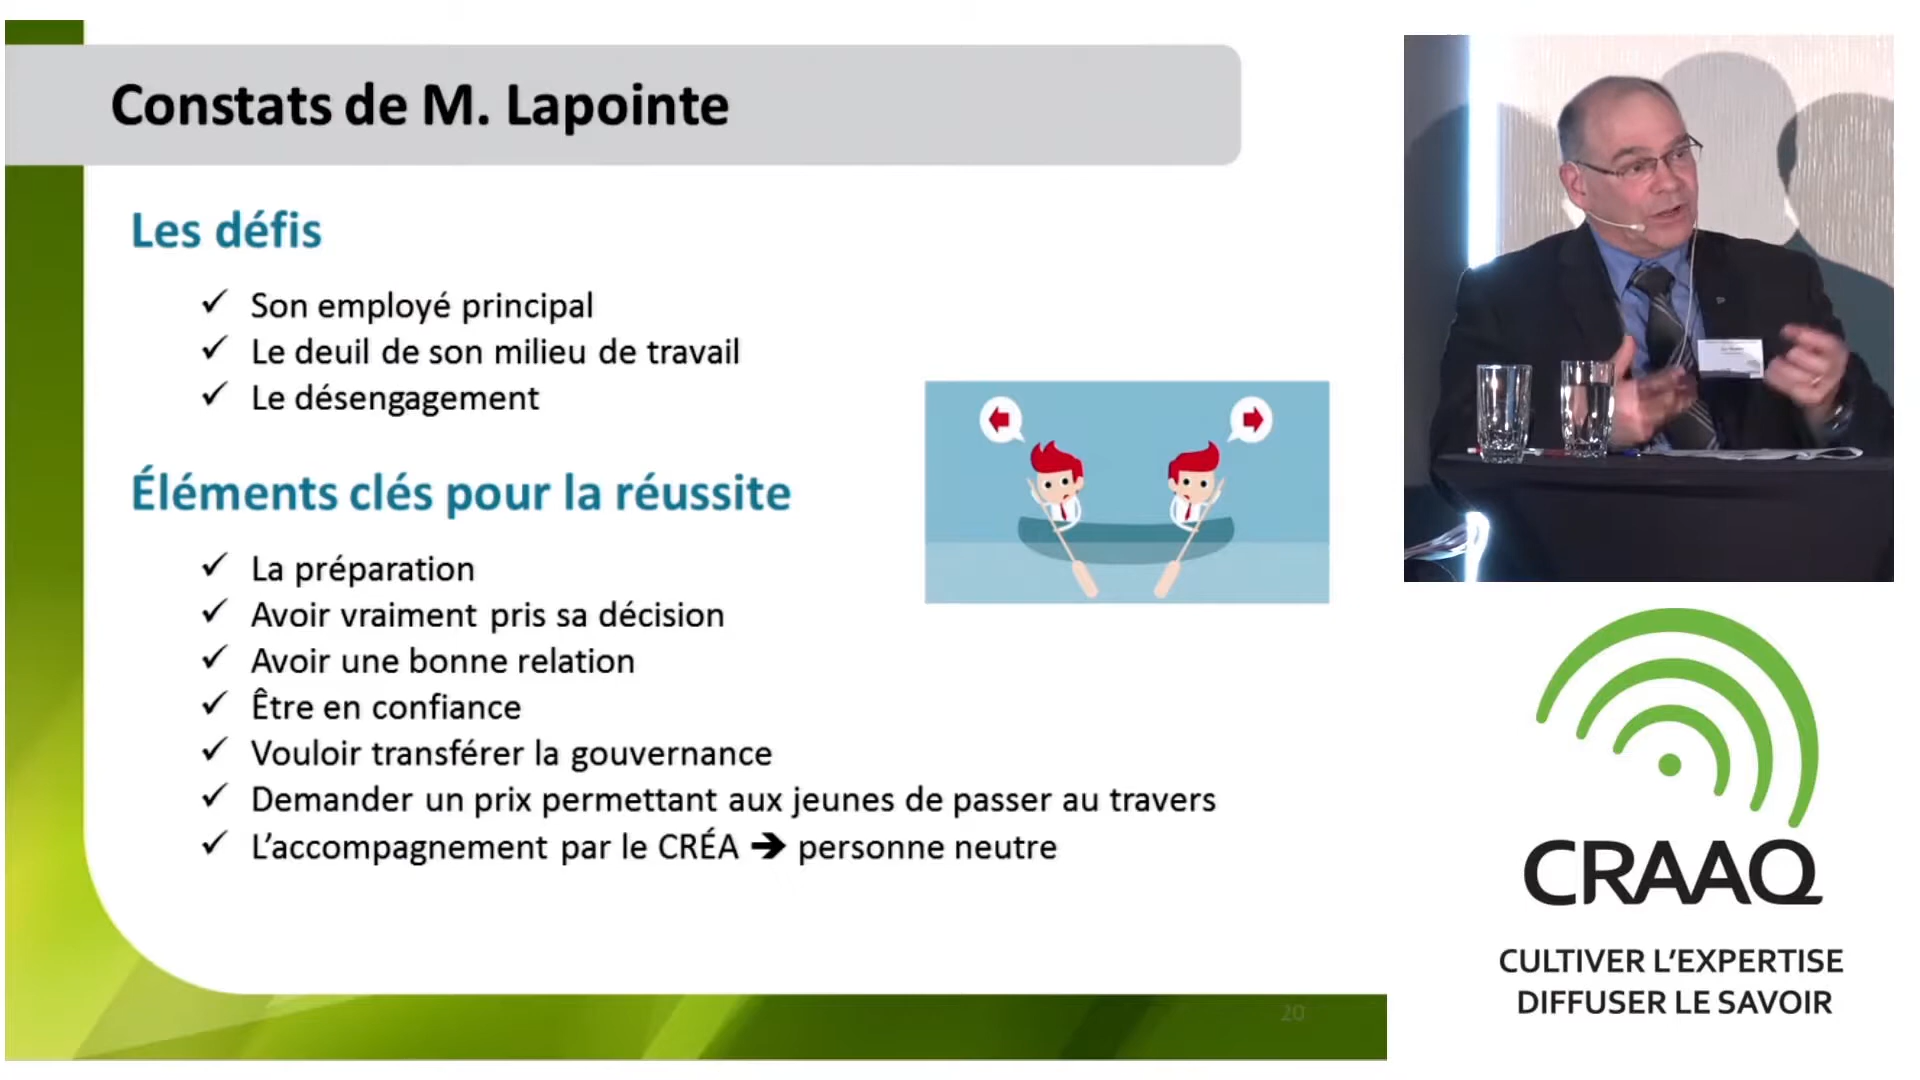 Constats de M. Lapointe
Les défis
✓ Son employé principal
✓ Le deuil de son milieu de travail
✓ Le désengagement
Éléments clés pour la réussite
✓ La préparation
✓ Avoir vraiment pris sa décision
✓ Avoir une bonne relation
✓ Être en confiance
✓ Vouloir transférer la gouvernance
✓ Demander un prix permettant aux jeunes de passer au travers
✓ L’accompagnement par le CRÉA ➔ personne neutre
20
CRAAQ
CULTIVER L’EXPERTISE
DIFFUSER LE SAVOIR